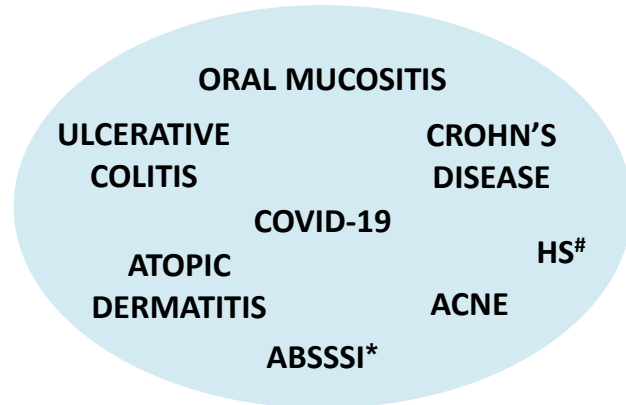 ORAL MUCOSITIS
ULCERATIVE
COLITIS
CROHN’S
DISEASE
COVID-19
HS#
ATOPIC
DERMATITIS
ACNE
ABSSSI*